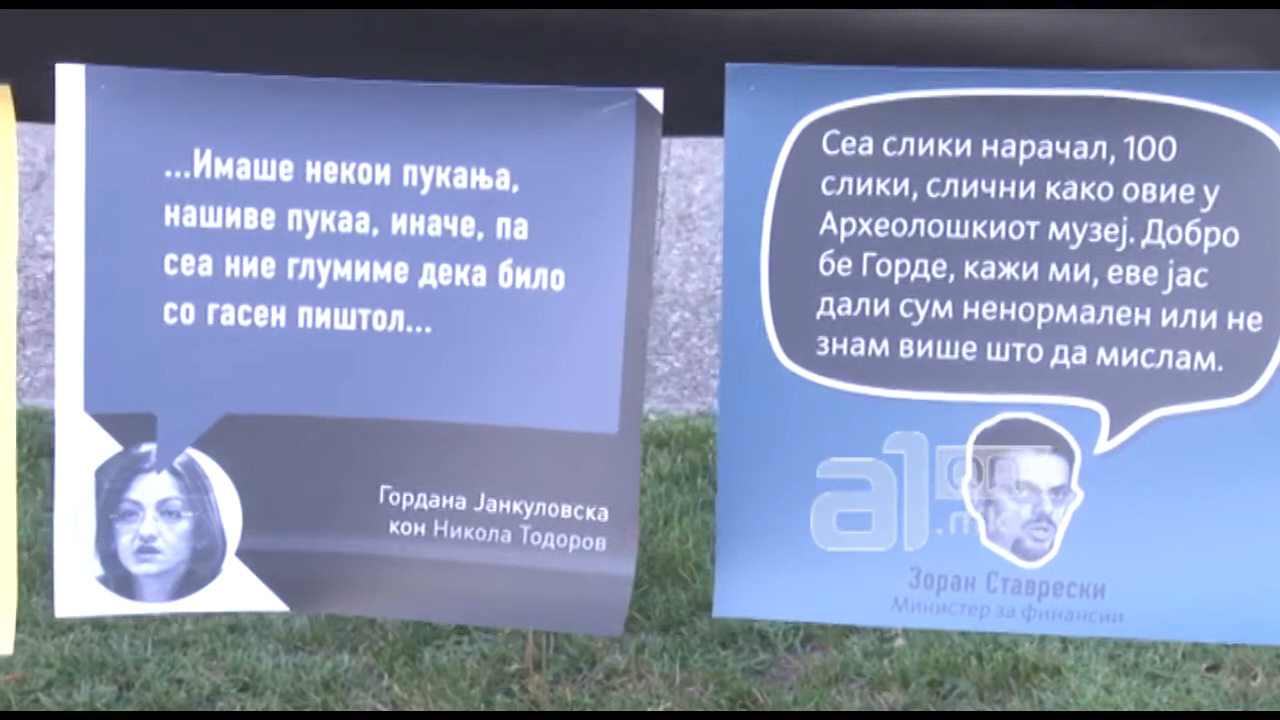 ...Имаше некои пукања,
нашиве пукаа, иначе, па
сеа ние глумиме дека било
со гасен пиштол...
Гордана Јанкуловска
кон Никола Тодоров
Сеа слики нарачал, 100
слики, слични како овие у
Археолошкиот музеј. Добро
бе Горде, кажи ми, еве јас
дали сум ненормален или не
знам више што да мислам.
a1
on
.m
Зоран Ставрески
Министер за финансии